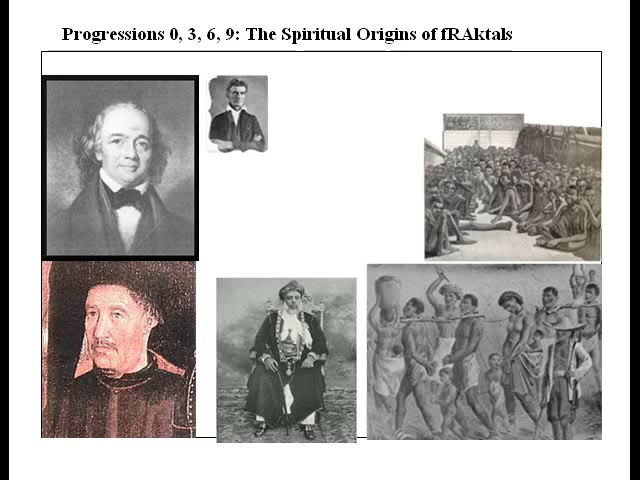 Progressions 0, 3, 6, 9: The Spiritual Origins of fRAktals